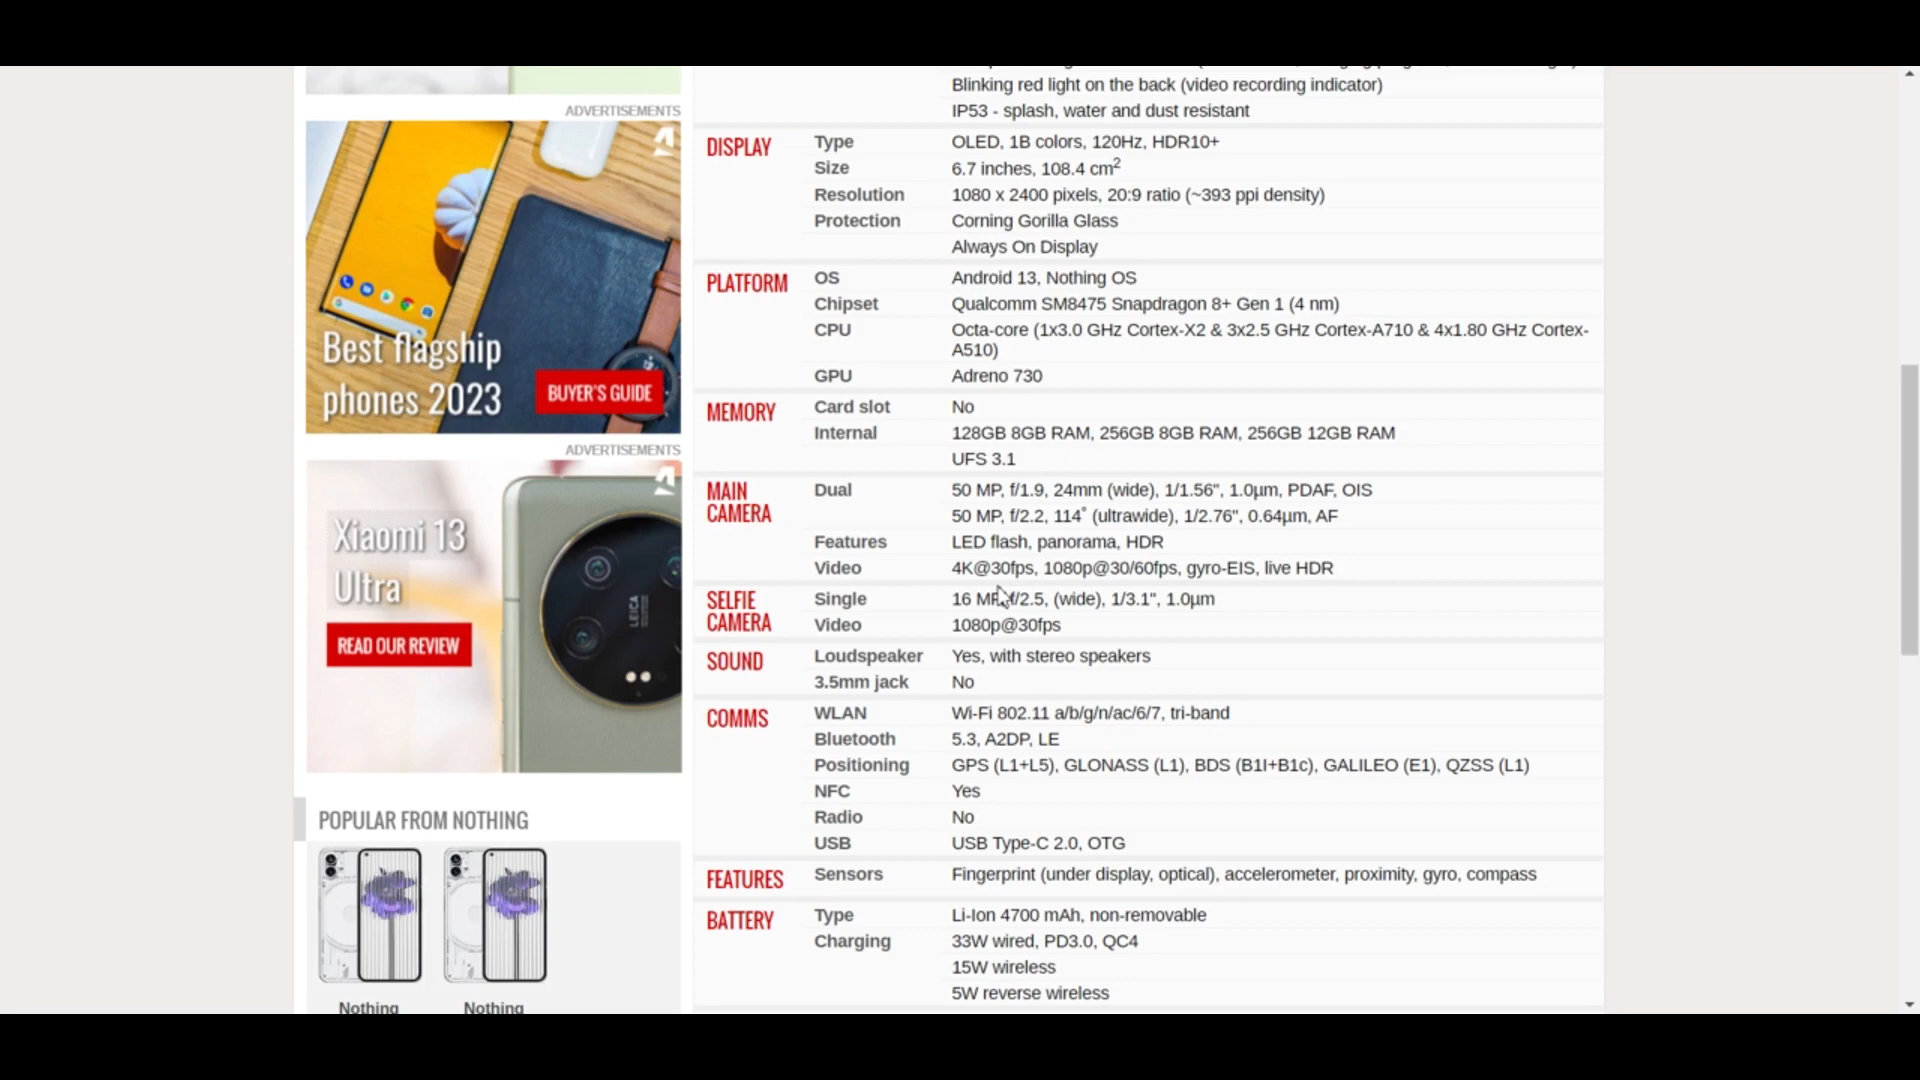 Blinking red light on the back (video recording indicator)
IP53 - splash, water and dust resistant
DISPLAY
Type OLED, 1B colors, 120Hz, HDR10+
Size 6.7 inches, 108.4 cm2
Resolution 1080 x 2400 pixels, 20:9 ratio (~393 ppi density)
Protection Corning Gorilla Glass
Always On Display
PLATFORM
OS Android 13, Nothing OS
Chipset Qualcomm SM8475 Snapdragon 8+ Gen 1 (4 nm)
CPU Octa-core (1x3.0 GHz Cortex-X2 & 3x2.5 GHz Cortex-A710 & 4x1.80 GHz Cortex-
A510)
GPU Adreno 730
MEMORY
Card slot No
Internal 128GB 8GB RAM, 256GB 8GB RAM, 256GB 12GB RAM
UFS 3.1
MAIN
CAMERA
Dual 50 MP, f/1.9, 24mm (wide), 1/1.56", 1.0µm, PDAF, OIS
50 MP, f/2.2, 114˚ (ultrawide), 1/2.76", 0.64µm, AF
Features LED flash, panorama, HDR
Video 4K@30fps, 1080p@30/60fps, gyro-EIS, live HDR
SELFIE
CAMERA
Single 16 MP, f/2.5, (wide), 1/3.1", 1.0µm
Video 1080p@30fps
SOUND
Loudspeaker Yes, with stereo speakers
3.5mm jack No
COMMS
WLAN Wi-Fi 802.11 a/b/g/n/ac/6/7, tri-band
Bluetooth 5.3, A2DP, LE
Positioning GPS (L1+L5), GLONASS (L1), BDS (B1I+B1c), GALILEO (E1), QZSS (L1)
NFC Yes
Radio No
USB USB Type-C 2.0, OTG
FEATURES
Sensors Fingerprint (under display, optical), accelerometer, proximity, gyro, compass
BATTERY
Type Li-Ion 4700 mAh, non-removable
Charging 33W wired, PD3.0, QC4
15W wireless
5W reverse wireless
ADVERTISEMENTS
Best flagship
phones 2023
BUYER'S GUIDE
ADVERTISEMENTS
Xiaomi 13
Ultra
READ OUR REVIEW
LEICA
POPULAR FROM NOTHING
Nothing Nothing